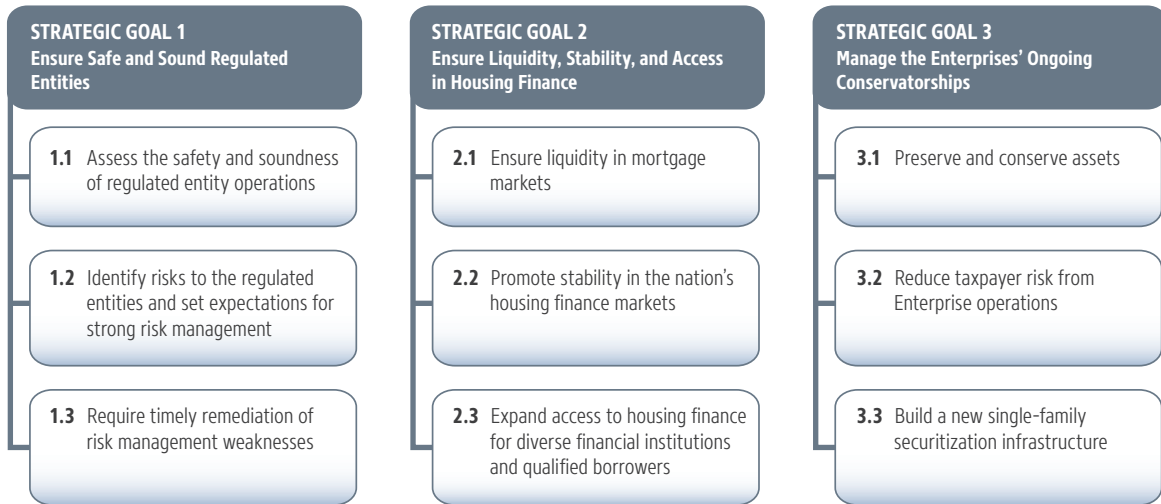 STRATEGIC GOAL 1
Ensure Safe and Sound Regulated
Entities
1.1 Assess the safety and soundness
of regulated entity operations
1.2 Identify risks to the regulated
entities and set expectations for
strong risk management
1.3 Require timely remediation of
risk management weaknesses
STRATEGIC GOAL 2
Ensure Liquidity, Stability, and Access
in Housing Finance
2.1 Ensure liquidity in mortgage
markets
2.2 Promote stability in the nation's
housing finance markets
2.3 Expand access to housing finance
for diverse financial institutions
and qualified borrowers
STRATEGIC GOAL 3
Manage the Enterprises' Ongoing
Conservatorships
3.1 Preserve and conserve assets
3.2 Reduce taxpayer risk from
Enterprise operations
3.3 Build a new single-family
securitization infrastructure